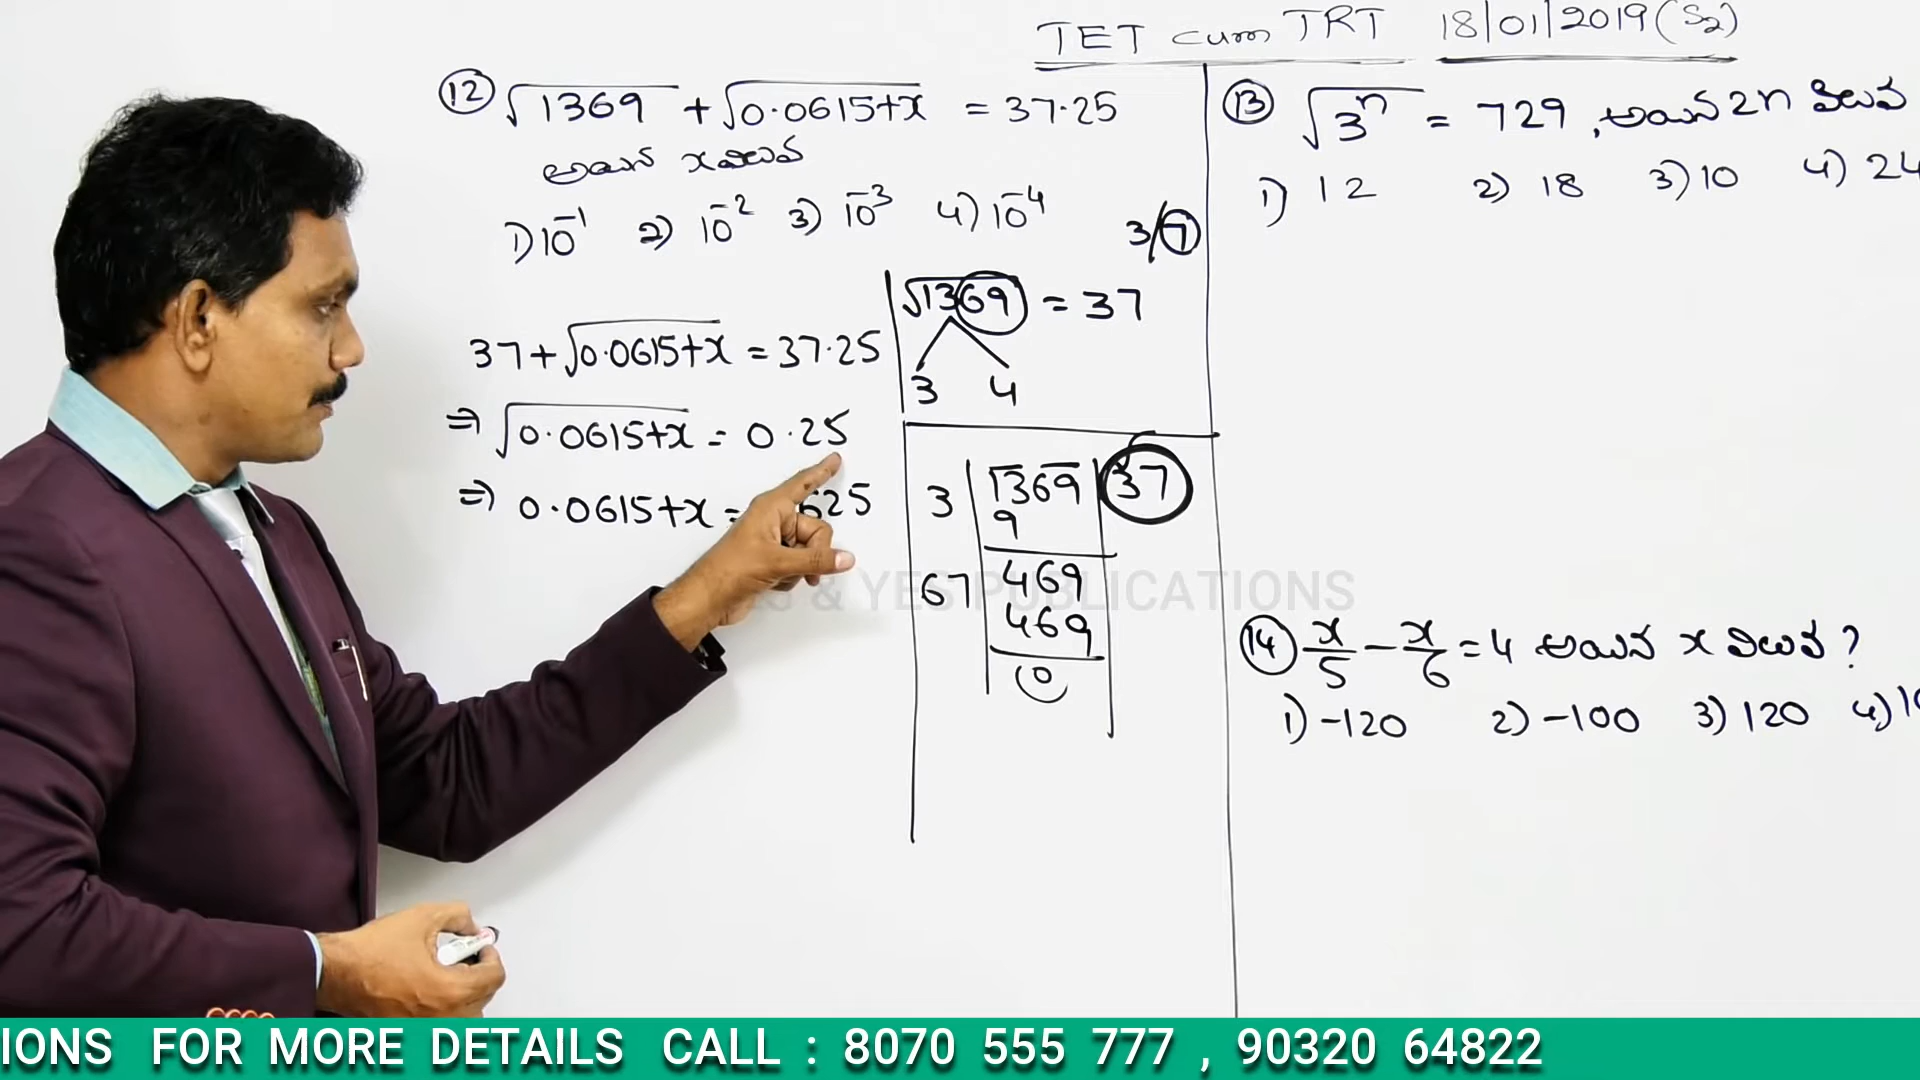 TET cum TRT 18/01/2019(S2)
⑫ √1369 + √0.0615+x = 37.25
అయిన x విలువ
1) 10⁻¹ 2) 10⁻² 3) 10⁻³ 4) 10⁻⁴
3/7
√1369 = 37
3 4
37+√0.0615+x = 37.25
⇒ √0.0615+x = 0.25
⇒ 0.0615+x = 625
3 1369 37
9
67 469
469
0
⑬ √3ⁿ = 729, అయిన 2n విలువ
1) 12 2) 18 3) 10 4) 24
⑭ x/5 − x/6 = 4 అయిన x విలువ ?
1) −120 2) −100 3) 120 4) 10
& YES PUBLICATIONS
IONS FOR MORE DETAILS CALL : 8070 555 777 , 90320 64822